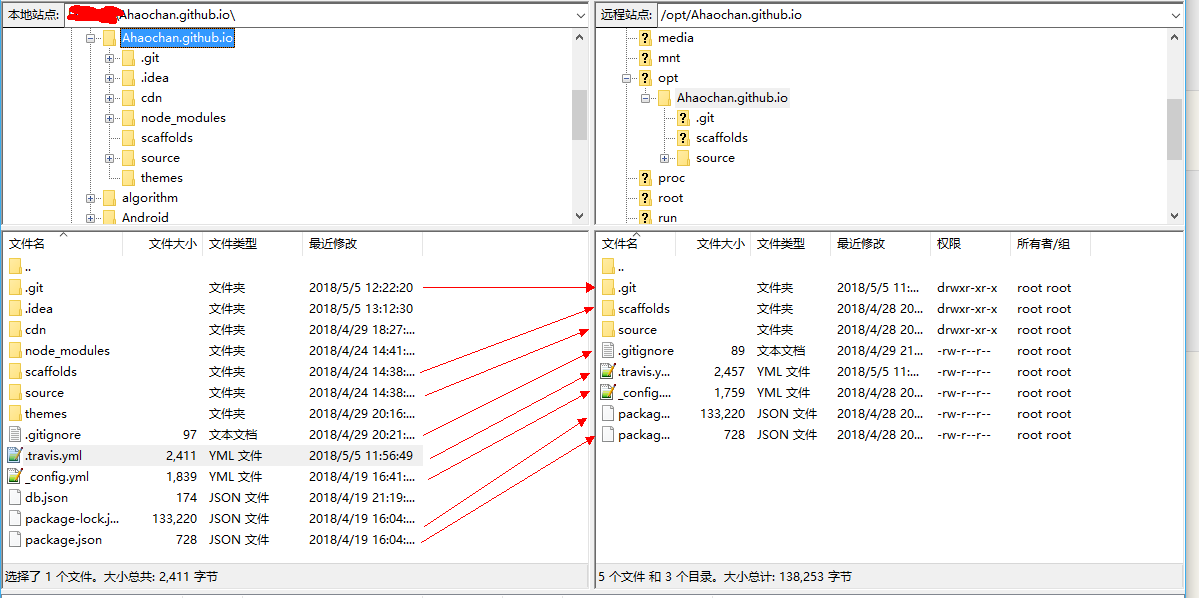 本地站点: Ahaochan.github.io\
Ahaochan.github.io
.git
.idea
cdn
node_modules
scaffolds
source
themes
algorithm
Android
文件名 文件大小 文件类型 最近修改
..
.git 文件夹 2018/5/5 12:22:20
.idea 文件夹 2018/5/5 13:12:30
cdn 文件夹 2018/4/29 18:27:...
node_modules 文件夹 2018/4/24 14:41:...
scaffolds 文件夹 2018/4/24 14:38:...
source 文件夹 2018/4/24 14:38:...
themes 文件夹 2018/4/29 20:16:...
.gitignore 97 文本文档 2018/4/29 20:21:...
.travis.yml 2,411 YML 文件 2018/5/5 11:56:49
_config.yml 1,839 YML 文件 2018/4/19 16:41:...
db.json 174 JSON 文件 2018/4/19 21:19:...
package-lock.j... 133,220 JSON 文件 2018/4/19 16:04:...
package.json 728 JSON 文件 2018/4/19 16:04:...
选择了 1 个文件。大小总共: 2,411 字节
远程站点: /opt/Ahaochan.github.io
media
mnt
opt
Ahaochan.github.io
.git
scaffolds
source
proc
root
run
文件名 文件大小 文件类型 最近修改 权限 所有者/组
..
.git 文件夹 2018/5/5 11:... drwxr-xr-x root root
scaffolds 文件夹 2018/4/28 20... drwxr-xr-x root root
source 文件夹 2018/4/28 20... drwxr-xr-x root root
.gitignore 89 文本文档 2018/4/29 21... -rw-r--r-- root root
.travis.y... 2,457 YML 文件 2018/5/5 11:... -rw-r--r-- root root
_config.... 1,759 YML 文件 2018/4/28 20... -rw-r--r-- root root
packag... 133,220 JSON 文件 2018/4/28 20... -rw-r--r-- root root
packag... 728 JSON 文件 2018/4/28 20... -rw-r--r-- root root
5 个文件 和 3 个目录。大小总计: 138,253 字节